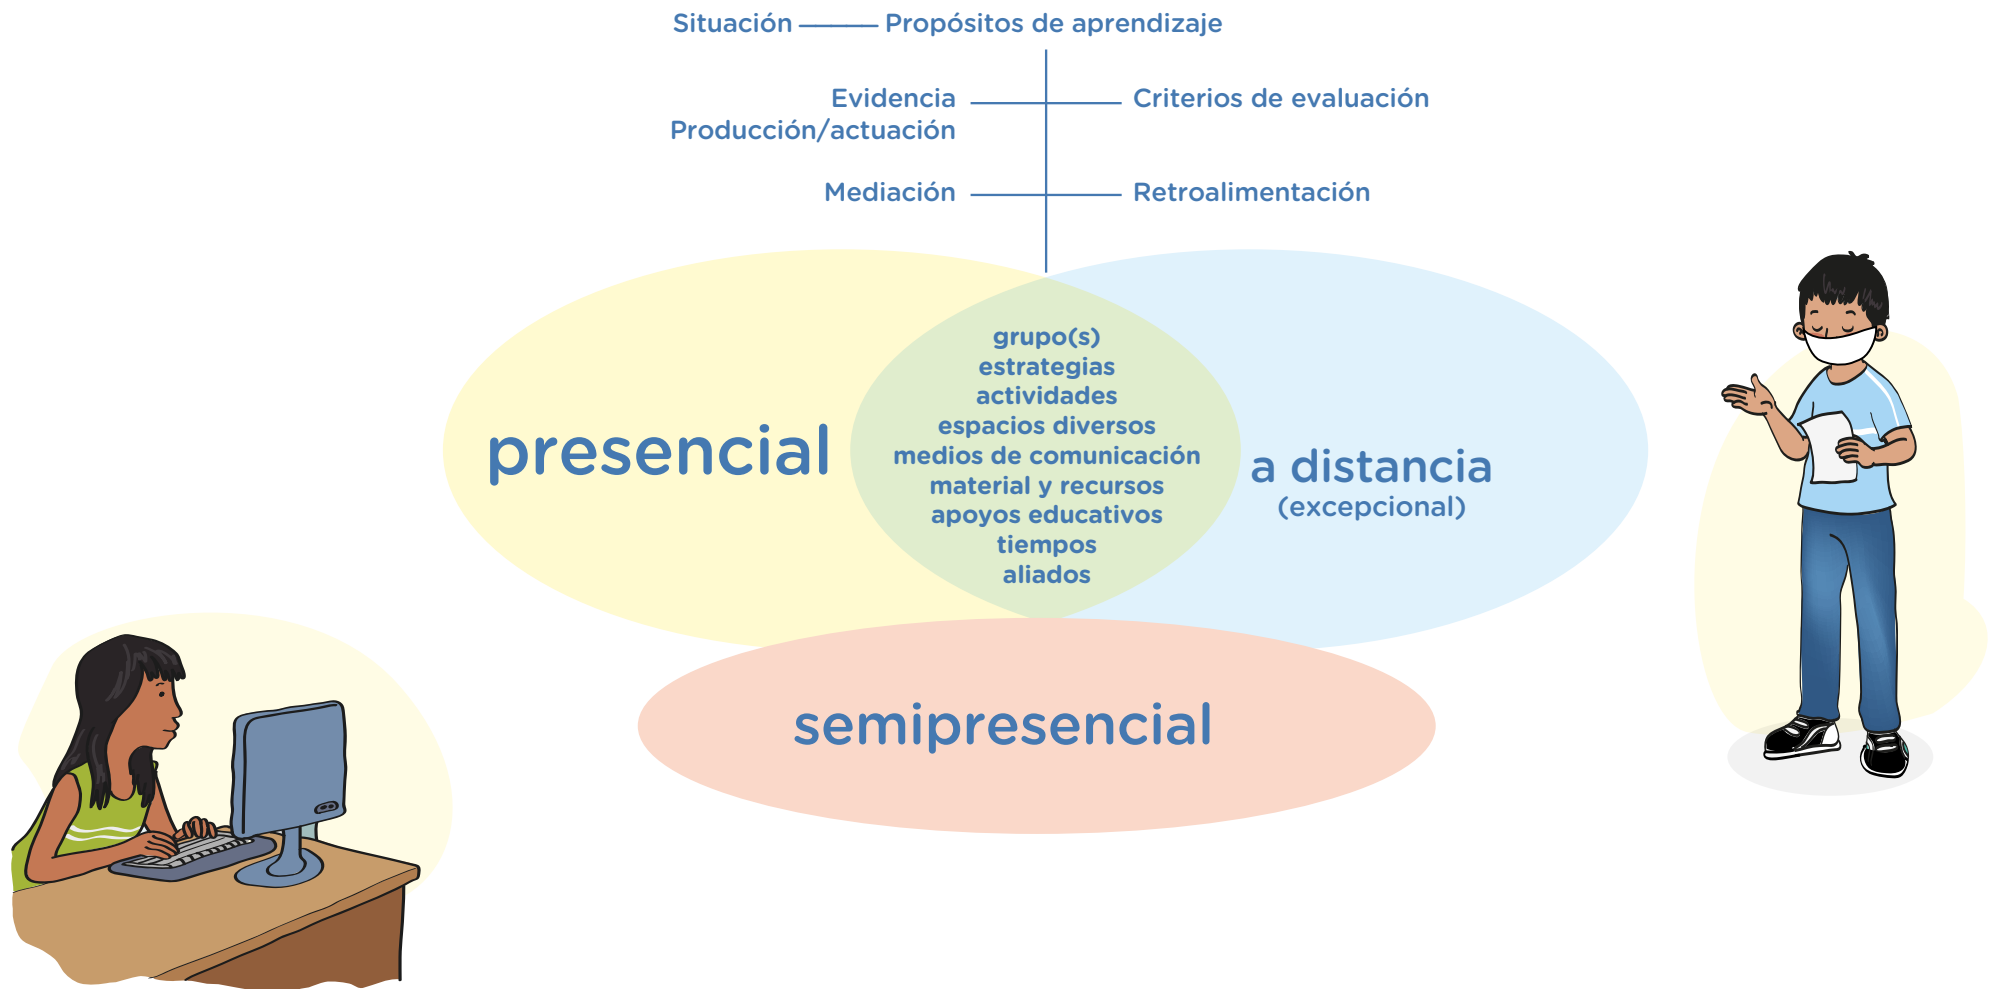 Situación Propósitos de aprendizaje
Evidencia Criterios de evaluación
Producción/actuación
Mediación Retroalimentación
grupo(s)
estrategias
actividades
espacios diversos
medios de comunicación
material y recursos
apoyos educativos
tiempos
aliados
presencial
a distancia
(excepcional)
semipresencial